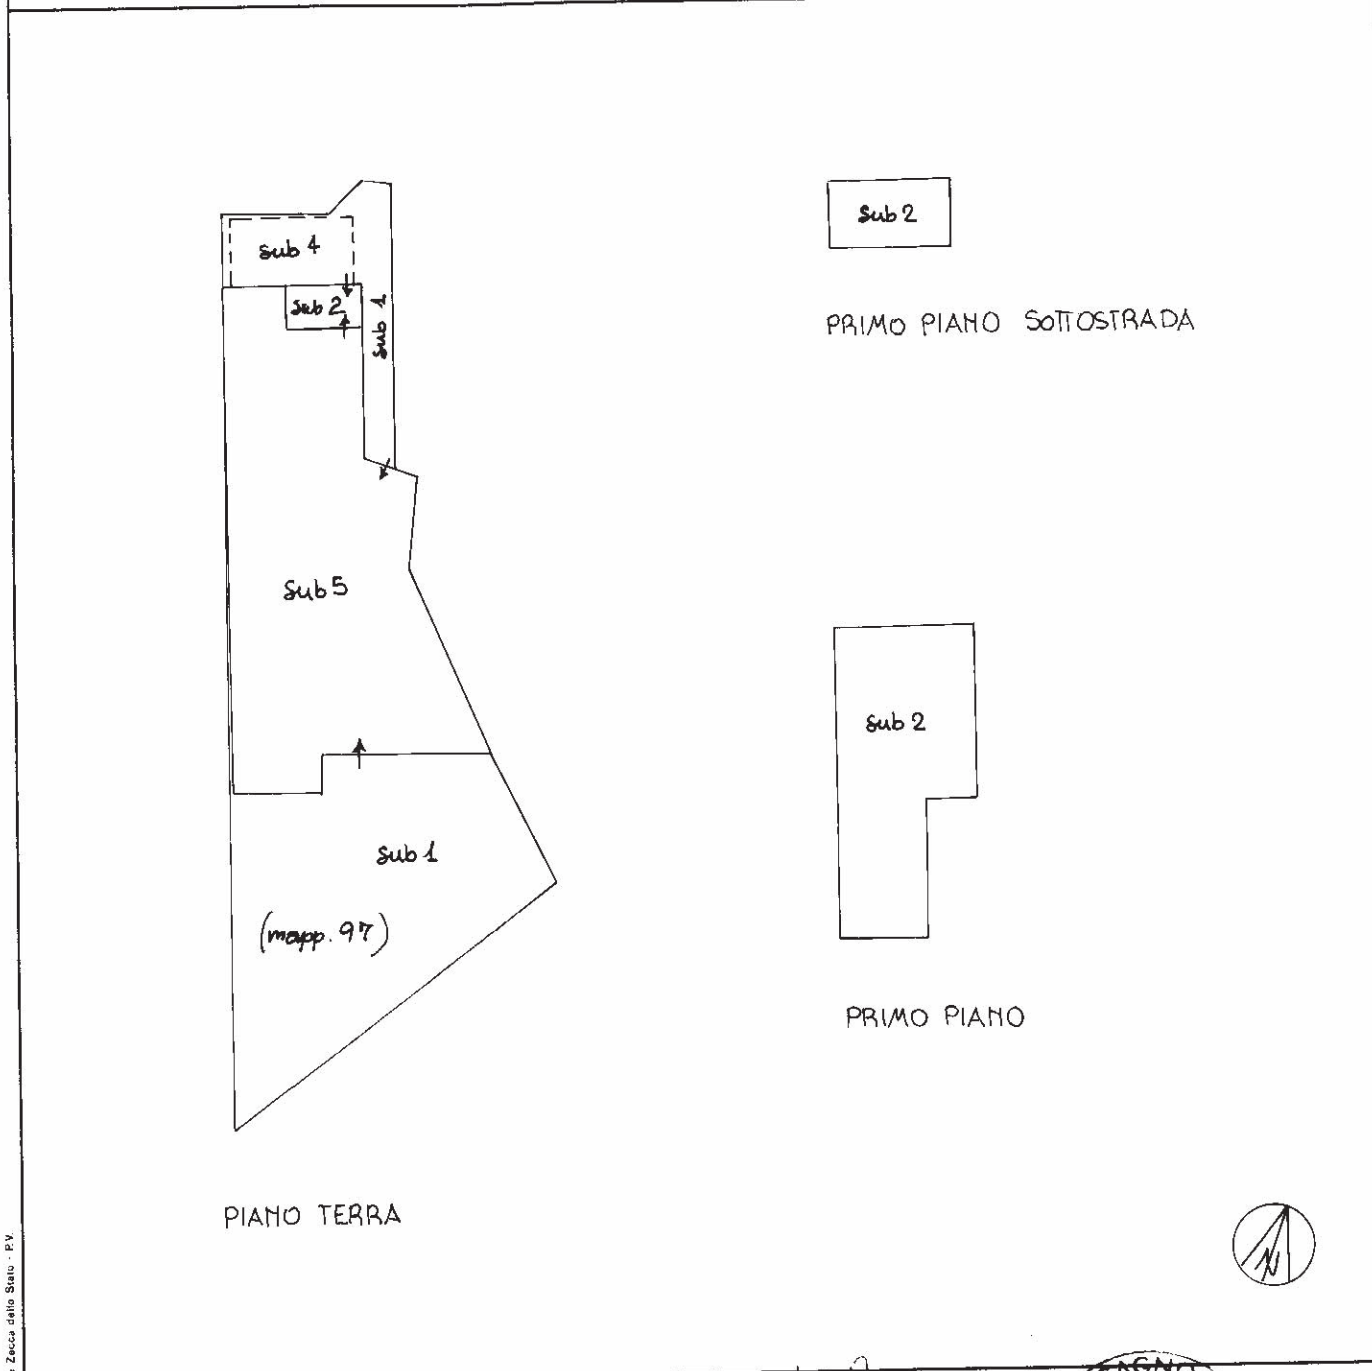 sub 4
sub 2
sub 1
sub 5
sub 1
(mapp. 97)
PIANO TERRA
sub 2
PRIMO PIANO SOTTOSTRADA
sub 2
PRIMO PIANO
N
Zecca dello Stato - P.V.